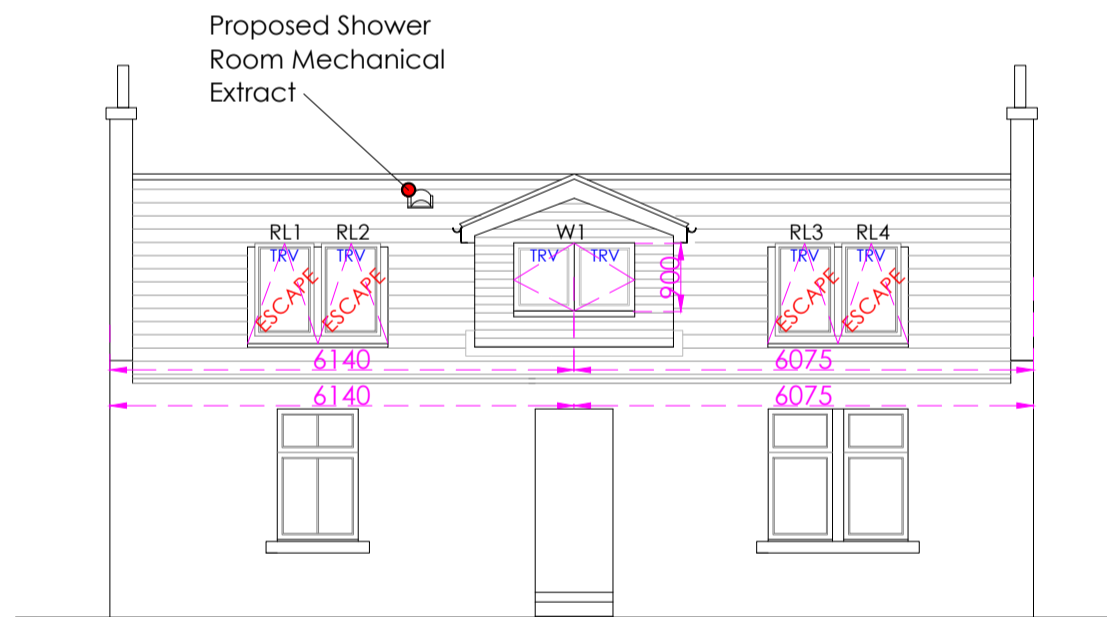 Proposed Shower
Room Mechanical
Extract
RL1 RL2 W1 RL3 RL4
TRV TRV TRV TRV TRV TRV
ESCAPE ESCAPE 900 ESCAPE ESCAPE
6140 6075
6140 6075